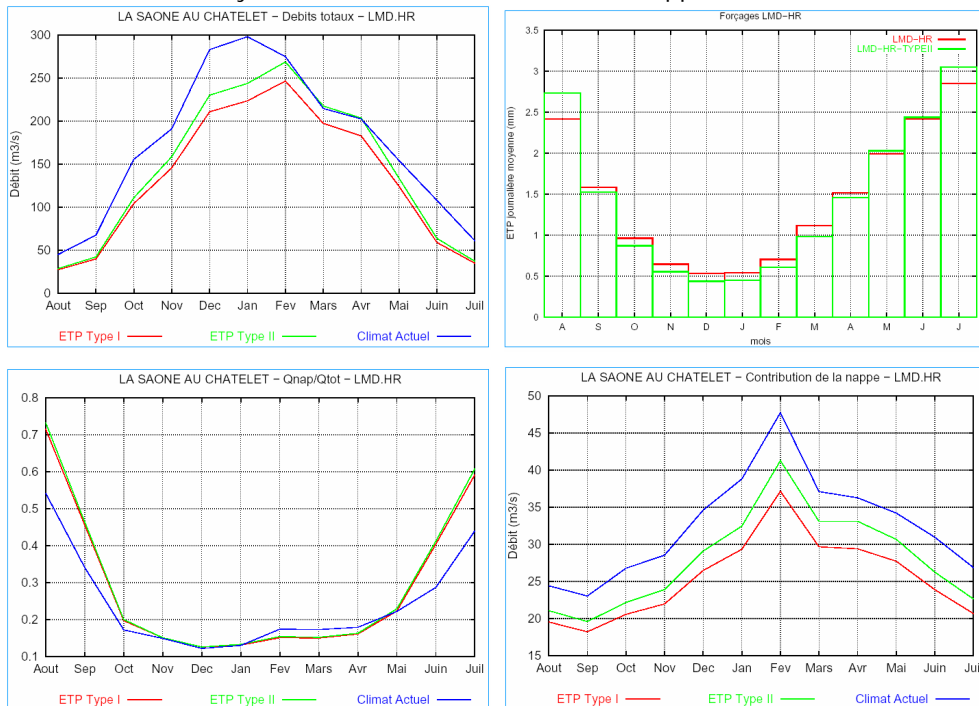 LA SAONE AU CHATELET – Debits totaux – LMD.HR
300
250
200
150
100
50
0
Débit (m3/s)
Aout Sep Oct Nov Dec Jan Fev Mars Avr Mai Juin Juil
ETP Type I ETP Type II Climat Actuel
Forçages LMD-HR
LMD-HR
LMD-HR-TYPEII
3.5
3
2.5
2
1.5
1
0.5
0
ETP journalière moyenne (mm)
A S O N D J F M A M J J
mois
LA SAONE AU CHATELET – Qnap/Qtot – LMD.HR
0.8
0.7
0.6
0.5
0.4
0.3
0.2
0.1
Aout Sep Oct Nov Dec Jan Fev Mars Avr Mai Juin Juil
ETP Type I ETP Type II Climat Actuel
LA SAONE AU CHATELET – Contribution de la nappe – LMD.HR
50
45
40
35
30
25
20
15
Débit (m3/s)
Aout Sep Oct Nov Dec Jan Fev Mars Avr Mai Juin Juil
ETP Type I ETP Type II Climat Actuel